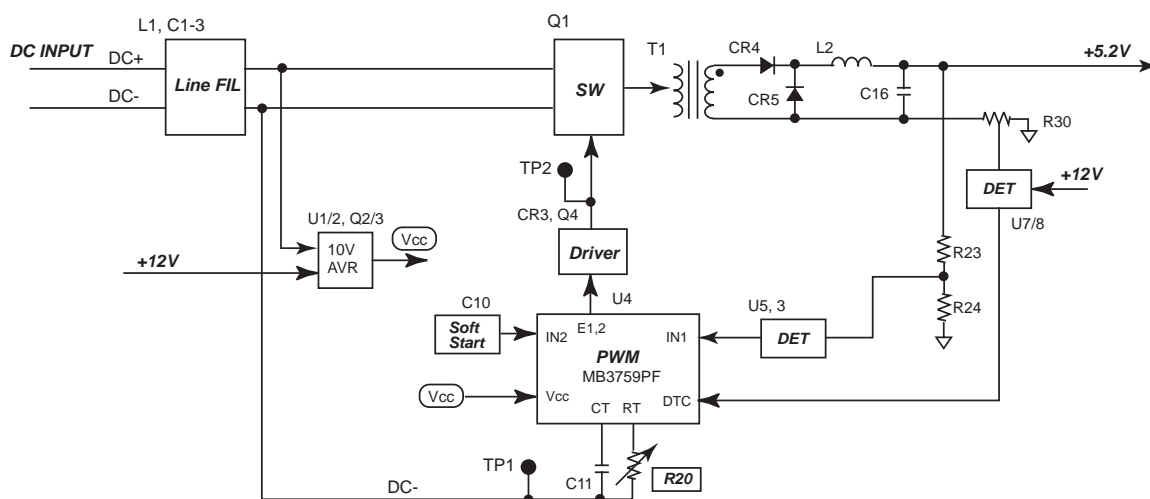 Q1
L1, C1-3
DC INPUT
DC+
DC-
Line FIL
SW
T1
CR4
L2
+5.2V
CR5
C16
R30
TP2
+12V
DET
U7/8
CR3, Q4
U1/2, Q2/3
Vcc
10V
AVR
+12V
Driver
R23
R24
C10
U4
U5, 3
Soft
Start
E1,2
IN2
IN1
DET
PWM
MB3759PF
Vcc
Vcc
CT
RT
DTC
TP1
C11
R20
DC-